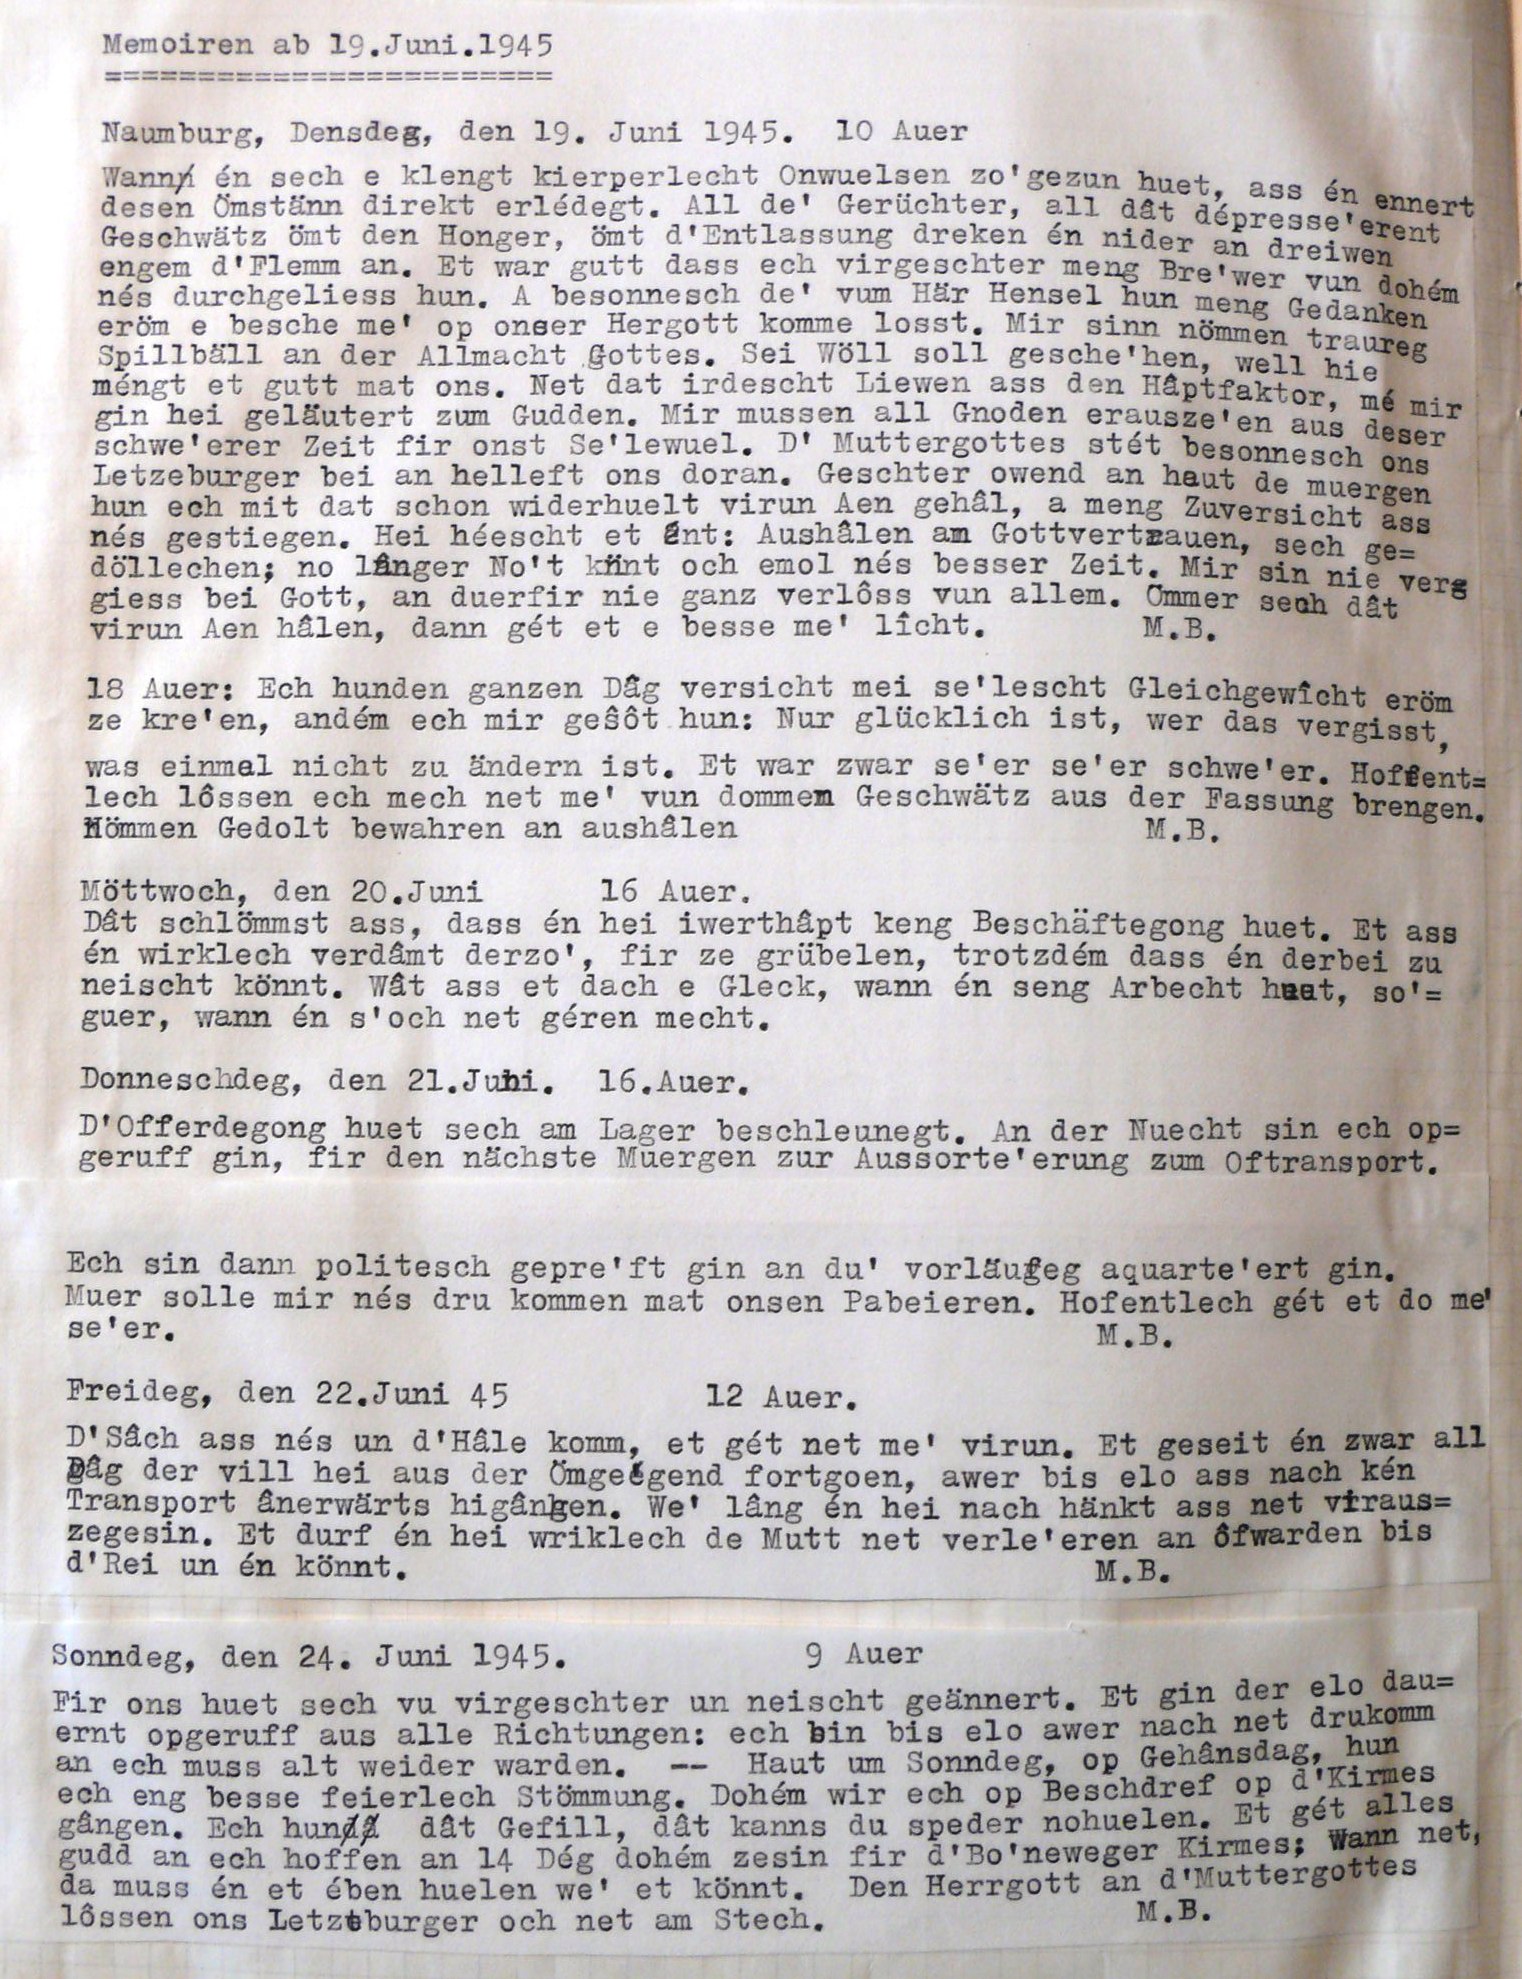 Memoiren ab 19.Juni.1945
========================
Naumburg, Densdeg, den 19. Juni 1945.  10 Auer
Wann én sech e klengt kierperlecht Onwuelsen zo'gezun huet, ass én ennert
desen Ömstänn direkt erlédegt. All de' Gerüchter, all dât dépresse'erent
Geschwätz ömt den Honger, ömt d'Entlassung dreken én nider an dreiwen
engem d'Flemm an. Et war gutt dass ech virgeschter meng Bre'wer vun dohém
nés durchgeliess hun. A besonnesch de' vum Här Hensel hun meng Gedanken
eröm e besche me' op onser Hergott komme losst. Mir sinn nömmen traureg
Spillbäll an der Allmacht Gottes. Sei Wöll soll gesche'hen, well hie
méngt et gutt mat ons. Net dat irdescht Liewen ass den Hâptfaktor, mé mir
gin hei geläutert zum Gudden. Mir mussen all Gnoden erausze'en aus deser
schwe'erer Zeit fir onst Se'lewuel. D' Muttergottes stét besonnesch ons
Letzeburger bei an helleft ons doran. Geschter owend an haut de muergen
hun ech mit dat schon widerhuelt virun Aen gehâl, a meng Zuversicht ass
nés gestiegen. Hei héescht et ênt: Aushâlen am Gottvertrauen, sech ge=
döllechen; no lânger No't könnt och emol nés besser Zeit. Mir sin nie verg
giess bei Gott, an duerfir nie ganz verlôss vun allem. Ömmer sech dât
virun Aen hâlen, dann gét et e besse me' lîcht.  M.B.
18 Auer: Ech hunden ganzen Dâg versicht mei se'lescht Gleichgewîcht eröm
ze kre'en, andém ech mir gesôt hun: Nur glücklich ist, wer das vergisst,
was einmal nicht zu ändern ist. Et war zwar se'er se'er schwe'er. Hoffent=
lech lôssen ech mech net me' vun dommem Geschwätz aus der Fassung brengen.
Nömmen Gedolt bewahren an aushâlen  M.B.
Möttwoch, den 20.Juni  16 Auer.
Dât schlömmst ass, dass én hei iwerthâpt keng Beschäftegong huet. Et ass
én wirklech verdâmt derzo', fir ze grübelen, trotzdém dass én derbei zu
neischt könnt. Wât ass et dach e Gleck, wann én seng Arbecht huet, so'=
guer, wann én s'och net géren mecht.
Donneschdeg, den 21.Juni.  16.Auer.
D'Offerdegong huet sech am Lager beschleunegt. An der Nuecht sin ech op=
geruff gin, fir den nächste Muergen zur Aussorte'erung zum Oftransport.
Ech sin dann politesch gepre'ft gin an du' vorläufeg aquarte'ert gin.
Muer solle mir nés dru kommen mat onsen Pabeieren. Hofentlech gét et do me'
se'er.  M.B.
Freideg, den 22.Juni 45  12 Auer.
D'Sâch ass nés un d'Hâle komm, et gét net me' virun. Et geseit én zwar all
Dâg der vill hei aus der Ömgeegend fortgoen, awer bis elo ass nach kén
Transport ânerwärts higângen. We' lâng én hei nach hänkt ass net viraus=
zegesin. Et durf én hei wriklech de Mutt net verle'eren an ôfwarden bis
d'Rei un én könnt.  M.B.
Sonndeg, den 24. Juni 1945.  9 Auer
Fir ons huet sech vu virgeschter un neischt geännert. Et gin der elo dau=
ernt opgeruff aus alle Richtungen: ech bin bis elo awer nach net drukomm
an ech muss alt weider warden.  --  Haut um Sonndeg, op Gehânsdag, hun
ech eng besse feierlech Stömmung. Dohém wir ech op Beschdref op d'Kirmes
gângen. Ech hun dât Gefill, dât kanns du speder nohuelen. Et gét alles
gudd an ech hoffen an 14 Dég dohém zesin fir d'Bo'neweger Kirmes; Wann net,
da muss én et ében huelen we' et könnt.  Den Herrgott an d'Muttergottes
lôssen ons Letzeburger och net am Stech.  M.B.